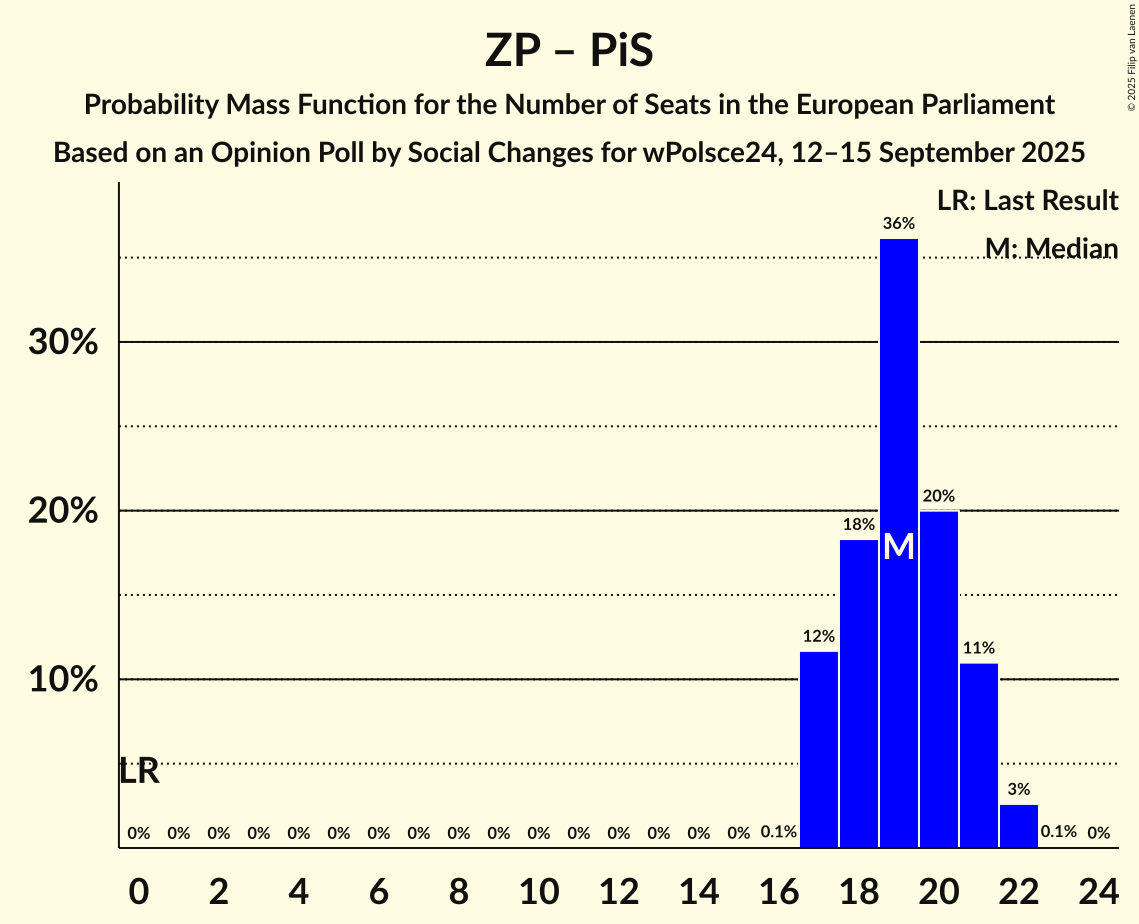 ZP – PiS
Probability Mass Function for the Number of Seats in the European Parliament
Based on an Opinion Poll by Social Changes for wPolsce24, 12–15 September 2025
© 2025 Filip van Laenen
LR: Last Result
M: Median
36%
30%
20%
20%
18%
M
12%
11%
10%
LR
3%
0% 0% 0% 0% 0% 0% 0% 0% 0% 0% 0% 0% 0% 0% 0% 0% 0.1% 0.1% 0%
0 2 4 6 8 10 12 14 16 18 20 22 24